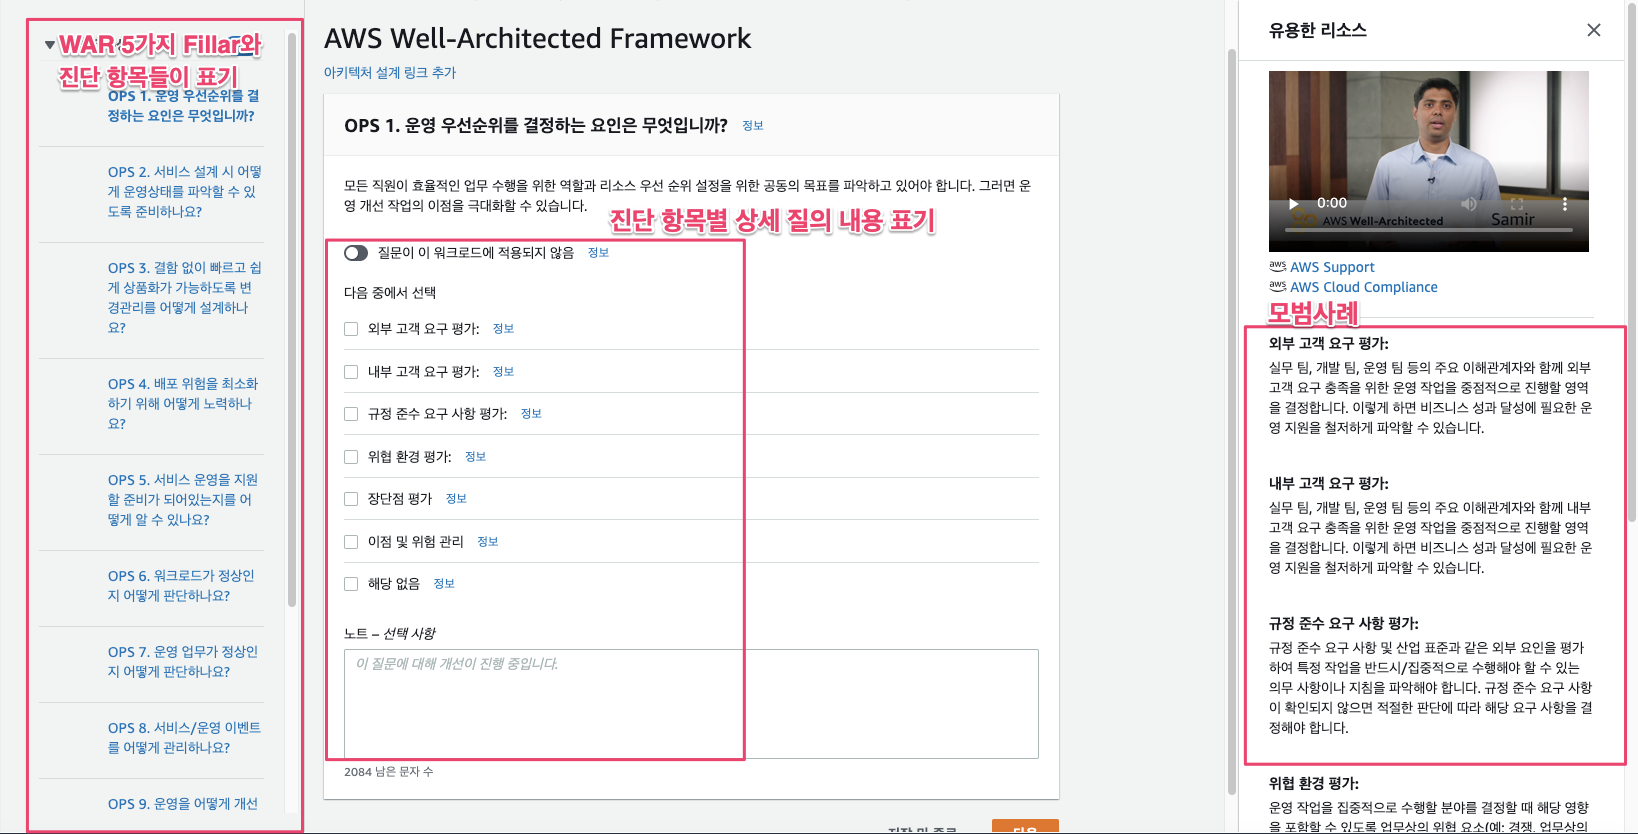 WAR 5가지 Fillar와
진단 항목들이 표기
OPS 1. 운영 우선순위를 결
정하는 요인은 무엇입니까?
OPS 2. 서비스 설계 시 어떻
게 운영상태를 파악할 수 있
도록 준비하나요?
OPS 3. 결함 없이 빠르고 쉽
게 상품화가 가능하도록 변
경관리를 어떻게 설계하나
요?
OPS 4. 배포 위험을 최소화
하기 위해 어떻게 노력하나
요?
OPS 5. 서비스 운영을 지원
할 준비가 되어있는지를 어
떻게 알 수 있나요?
OPS 6. 워크로드가 정상인
지 어떻게 판단하나요?
OPS 7. 운영 업무가 정상인
지 어떻게 판단하나요?
OPS 8. 서비스/운영 이벤트
를 어떻게 관리하나요?
OPS 9. 운영을 어떻게 개선
AWS Well-Architected Framework
아키텍처 설계 링크 추가
OPS 1. 운영 우선순위를 결정하는 요인은 무엇입니까? 정보
모든 직원이 효율적인 업무 수행을 위한 역할과 리소스 우선 순위 설정을 위한 공동의 목표를 파악하고 있어야 합니다. 그러면 운
영 개선 작업의 이점을 극대화할 수 있습니다.
진단 항목별 상세 질의 내용 표기
질문이 이 워크로드에 적용되지 않음 정보
다음 중에서 선택
외부 고객 요구 평가: 정보
내부 고객 요구 평가: 정보
규정 준수 요구 사항 평가: 정보
위협 환경 평가: 정보
장단점 평가 정보
이점 및 위험 관리 정보
해당 없음 정보
노트 – 선택 사항
이 질문에 대해 개선이 진행 중입니다.
2084 남은 문자 수
저장 및 종료
다음
유용한 리소스
0:00
AWS Well-Architected
Samir
aws AWS Support
aws AWS Cloud Compliance
모범사례
외부 고객 요구 평가:
실무 팀, 개발 팀, 운영 팀 등의 주요 이해관계자와 함께 외부
고객 요구 충족을 위한 운영 작업을 중점적으로 진행할 영역
을 결정합니다. 이렇게 하면 비즈니스 성과 달성에 필요한 운
영 지원을 철저하게 파악할 수 있습니다.
내부 고객 요구 평가:
실무 팀, 개발 팀, 운영 팀 등의 주요 이해관계자와 함께 내부
고객 요구 충족을 위한 운영 작업을 중점적으로 진행할 영역
을 결정합니다. 이렇게 하면 비즈니스 성과 달성에 필요한 운
영 지원을 철저하게 파악할 수 있습니다.
규정 준수 요구 사항 평가:
규정 준수 요구 사항 및 산업 표준과 같은 외부 요인을 평가
하여 특정 작업을 반드시/집중적으로 수행해야 할 수 있는
의무 사항이나 지침을 파악해야 합니다. 규정 준수 요구 사항
이 확인되지 않으면 적절한 판단에 따라 해당 요구 사항을 결
정해야 합니다.
위협 환경 평가:
운영 작업을 집중적으로 수행할 분야를 결정할 때 해당 영향
을 포함할 수 있도록 업무상의 위협 요소(예: 경쟁, 업무상의